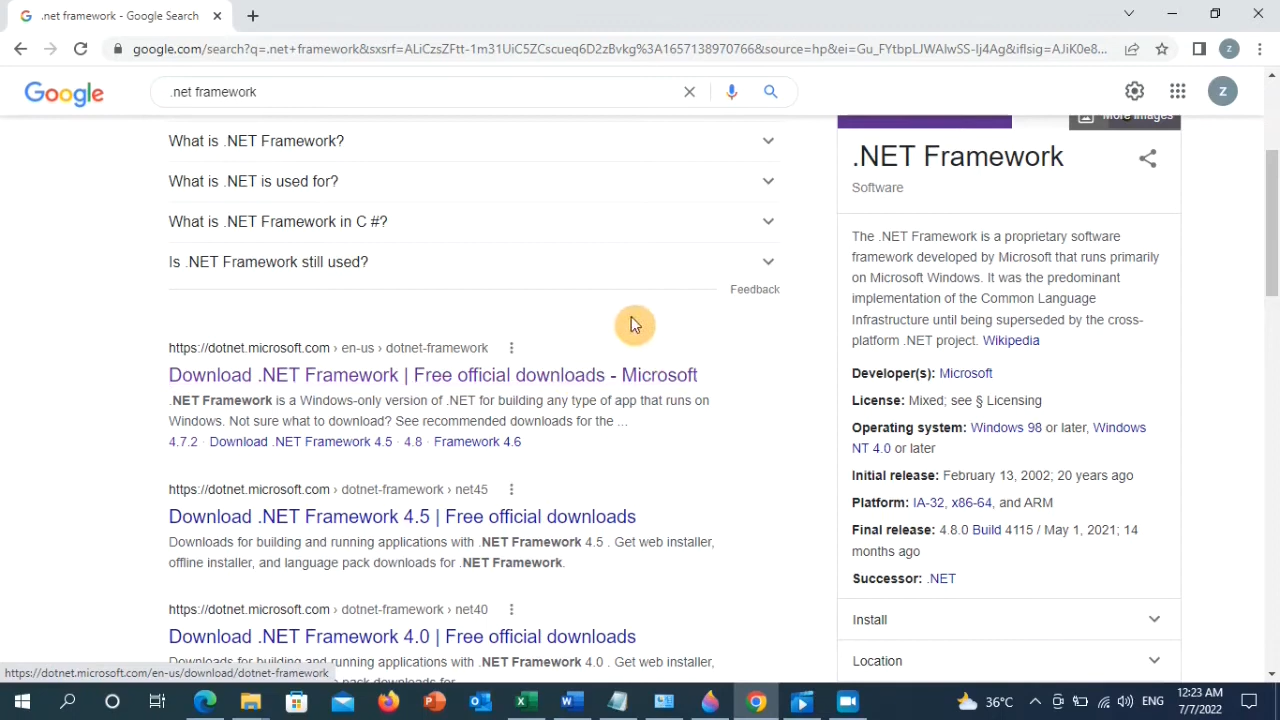 .net framework - Google Search
google.com/search?q=.net+framework&sxsrf=ALiCzsZFtt-1m31UiC5ZCscueq6D2zBvkg%3A1657138970766&source=hp&ei=Gu_FYtbpLJWAlwSS-Ij4Ag&iflsig=AJiK0e8...
z
Google
.net framework
z
More images
What is .NET Framework?
What is .NET is used for?
What is .NET Framework in C #?
Is .NET Framework still used?
Feedback
https://dotnet.microsoft.com › en-us › dotnet-framework
Download .NET Framework | Free official downloads - Microsoft
.NET Framework is a Windows-only version of .NET for building any type of app that runs on
Windows. Not sure what to download? See recommended downloads for the ...
4.7.2 · Download .NET Framework 4.5 · 4.8 · Framework 4.6
https://dotnet.microsoft.com › dotnet-framework › net45
Download .NET Framework 4.5 | Free official downloads
Downloads for building and running applications with .NET Framework 4.5 . Get web installer,
offline installer, and language pack downloads for .NET Framework.
https://dotnet.microsoft.com › dotnet-framework › net40
Download .NET Framework 4.0 | Free official downloads
Downloads for building and running applications with .NET Framework 4.0 . Get web installer,
.NET Framework
Software
The .NET Framework is a proprietary software
framework developed by Microsoft that runs primarily
on Microsoft Windows. It was the predominant
implementation of the Common Language
Infrastructure until being superseded by the cross-
platform .NET project. Wikipedia
Developer(s): Microsoft
License: Mixed; see § Licensing
Operating system: Windows 98 or later, Windows
NT 4.0 or later
Initial release: February 13, 2002; 20 years ago
Platform: IA-32, x86-64, and ARM
Final release: 4.8.0 Build 4115 / May 1, 2021; 14
months ago
Successor: .NET
Install
Location
https://dotnet.microsoft.com/en-us/download/dotnet-framework
36°C
ENG
12:23 AM
7/7/2022